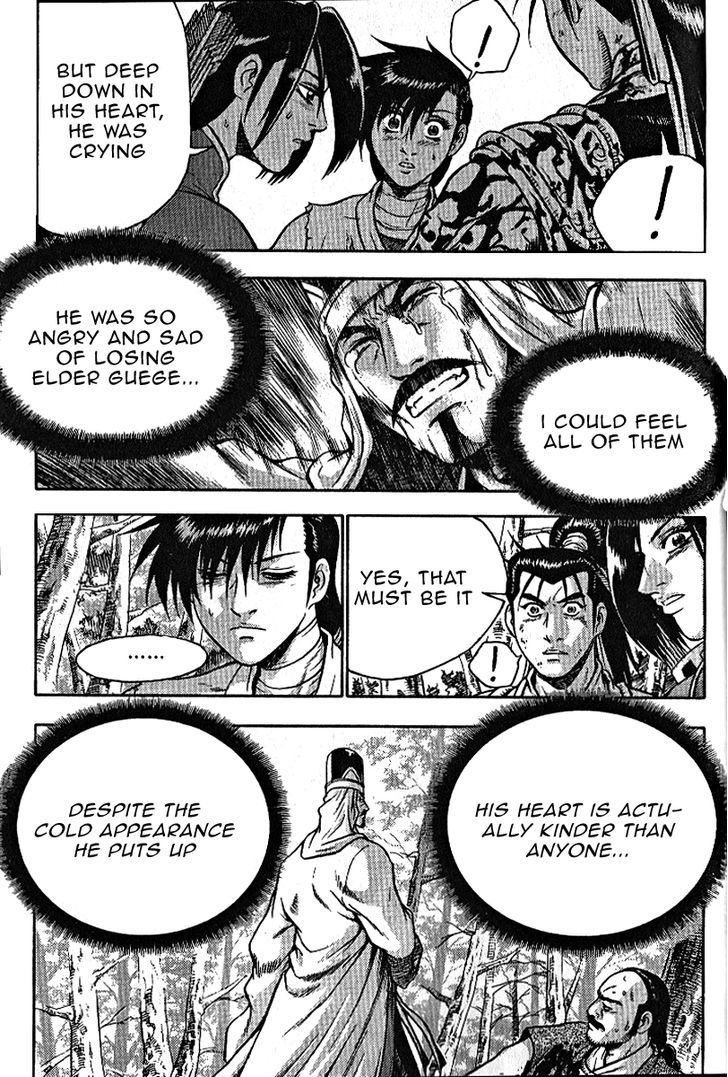 BUT DEEP
DOWN IN
HIS HEART,
HE WAS
CRYING
!
!
HE WAS SO
ANGRY AND SAD
OF LOSING
ELDER GUEGE...
I COULD FEEL
ALL OF THEM
......
YES, THAT
MUST BE IT
!
DESPITE THE
COLD APPEARANCE
HE PUTS UP
HIS HEART IS ACTU-
ALLY KINDER THAN
ANYONE...